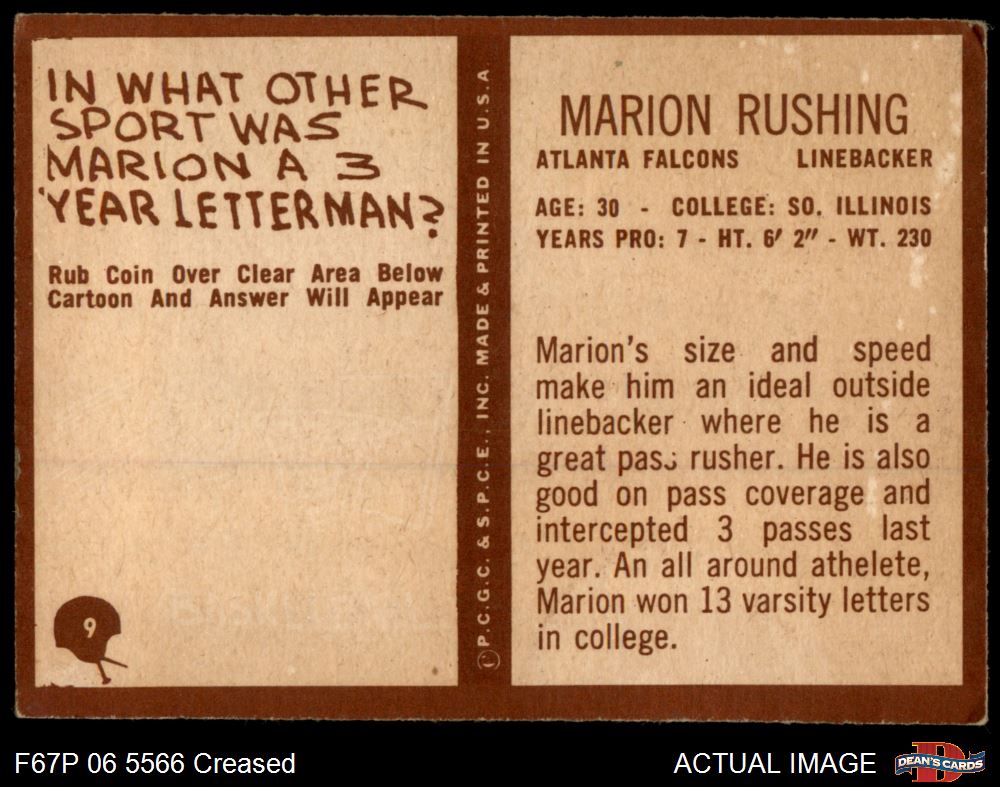 IN WHAT OTHER
SPORT WAS
MARION A 3
YEAR LETTERMAN?
Rub Coin Over Clear Area Below
Cartoon And Answer Will Appear
9
© P.C.G.C. & S.P.C.E., INC. MADE & PRINTED IN U.S.A
MARION RUSHING
ATLANTA FALCONS LINEBACKER
AGE: 30 - COLLEGE: SO. ILLINOIS
YEARS PRO: 7 - HT. 6' 2" - WT. 230
Marion's size and speed
make him an ideal outside
linebacker where he is a
great pass rusher. He is also
good on pass coverage and
intercepted 3 passes last
year. An all around athelete,
Marion won 13 varsity letters
in college.
F67P 06 5566 Creased
ACTUAL IMAGE
D
DEAN'S CARDS